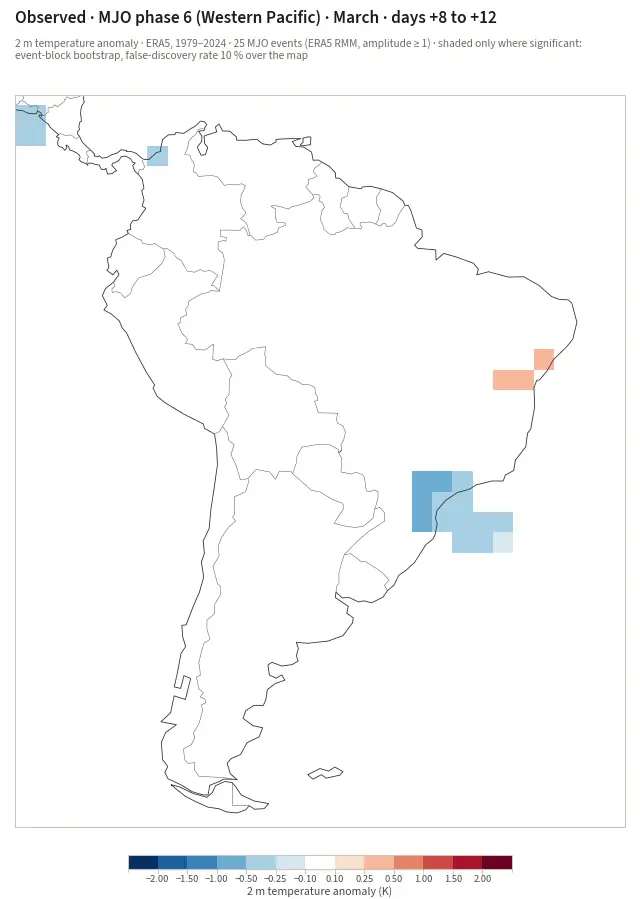 Observed · MJO phase 6 (Western Pacific) · March · days +8 to +12
2 m temperature anomaly · ERA5, 1979–2024 · 25 MJO events (ERA5 RMM, amplitude ≥ 1) · shaded only where significant:
event-block bootstrap, false-discovery rate 10 % over the map
−2.00 −1.50 −1.00 −0.50 −0.25 −0.10 0.10 0.25 0.50 1.00 1.50 2.00
2 m temperature anomaly (K)